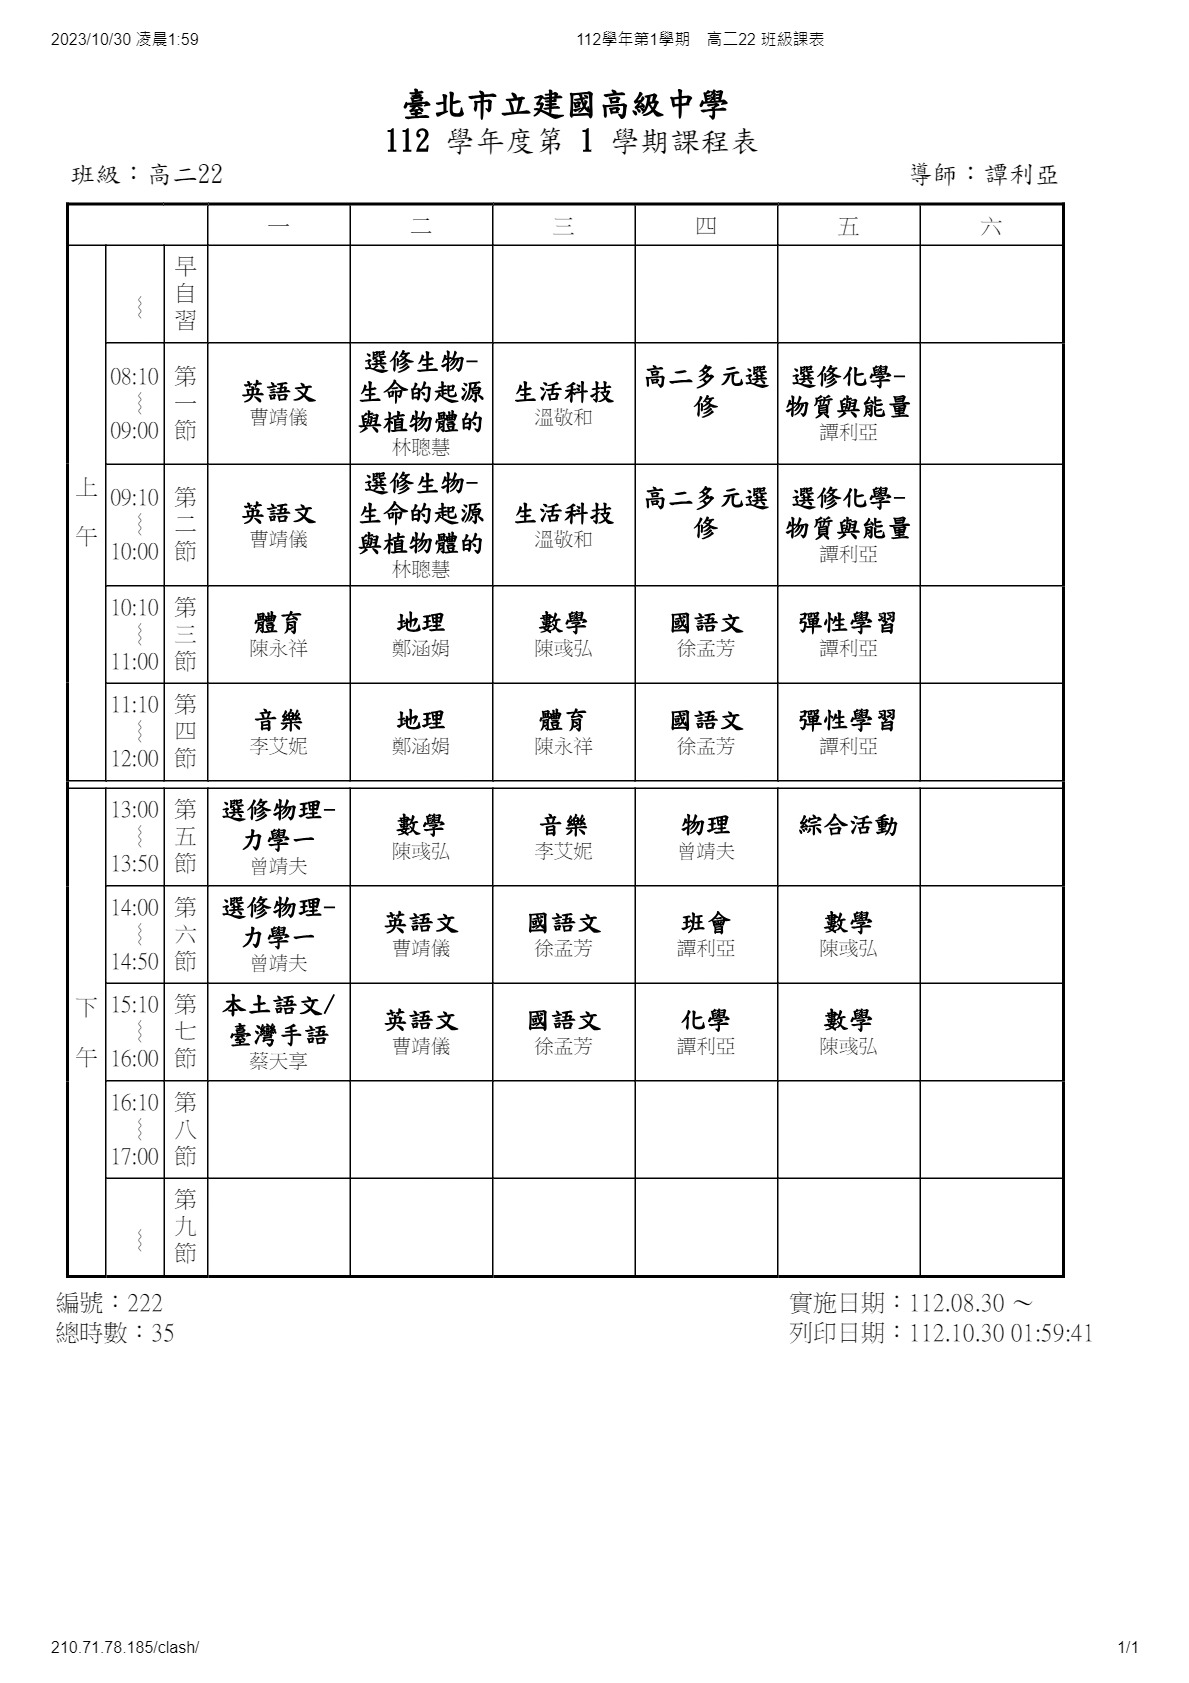 2023/10/30 凌晨1:59
112學年第1學期 高二22 班級課表
臺北市立建國高級中學
112 學年度第 1 學期課程表
班級：高二22
導師：譚利亞
一 二 三 四 五 六
上午
～
早自習
08:10
～
09:00
第一節
英語文
曹靖儀
選修生物-
生命的起源
與植物體的
林聰慧
生活科技
溫敬和
高二多元選
修
選修化學-
物質與能量
譚利亞
09:10
～
10:00
第二節
英語文
曹靖儀
選修生物-
生命的起源
與植物體的
林聰慧
生活科技
溫敬和
高二多元選
修
選修化學-
物質與能量
譚利亞
10:10
～
11:00
第三節
體育
陳永祥
地理
鄭涵娟
數學
陳彧弘
國語文
徐孟芳
彈性學習
譚利亞
11:10
～
12:00
第四節
音樂
李艾妮
地理
鄭涵娟
體育
陳永祥
國語文
徐孟芳
彈性學習
譚利亞
下午
13:00
～
13:50
第五節
選修物理-
力學一
曾靖夫
數學
陳彧弘
音樂
李艾妮
物理
曾靖夫
綜合活動
14:00
～
14:50
第六節
選修物理-
力學一
曾靖夫
英語文
曹靖儀
國語文
徐孟芳
班會
譚利亞
數學
陳彧弘
15:10
～
16:00
第七節
本土語文/
臺灣手語
蔡天享
英語文
曹靖儀
國語文
徐孟芳
化學
譚利亞
數學
陳彧弘
16:10
～
17:00
第八節
～
第九節
編號：222
總時數：35
實施日期：112.08.30 ～
列印日期：112.10.30 01:59:41
210.71.78.185/clash/
1/1